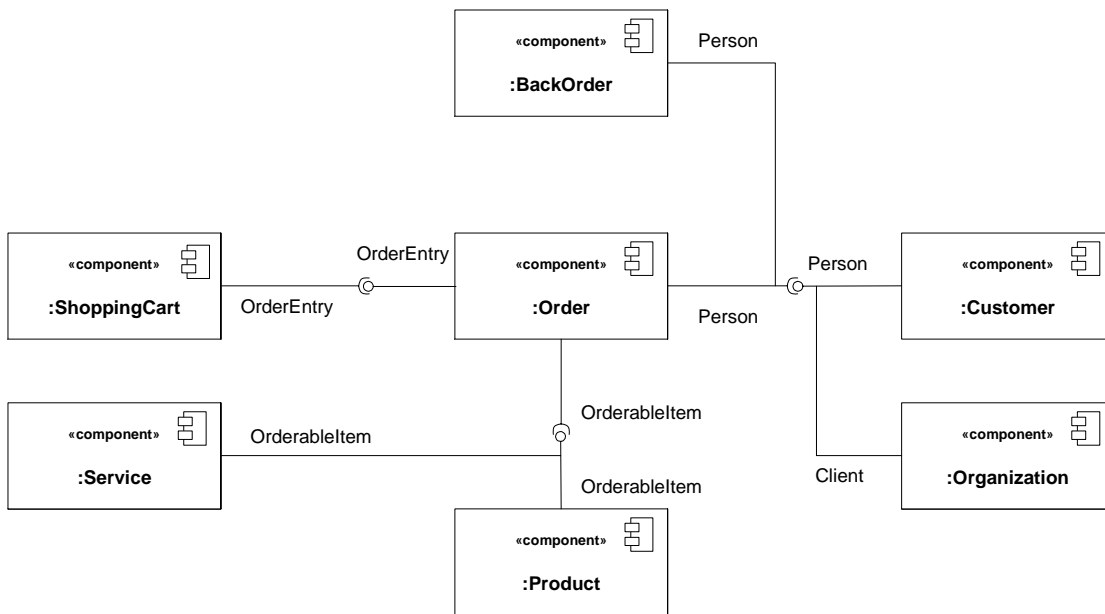 «component»
:BackOrder
Person
«component»
:ShoppingCart
OrderEntry
OrderEntry
«component»
:Order
Person
Person
«component»
:Customer
«component»
:Service
OrderableItem
OrderableItem
OrderableItem
Client
«component»
:Organization
«component»
:Product